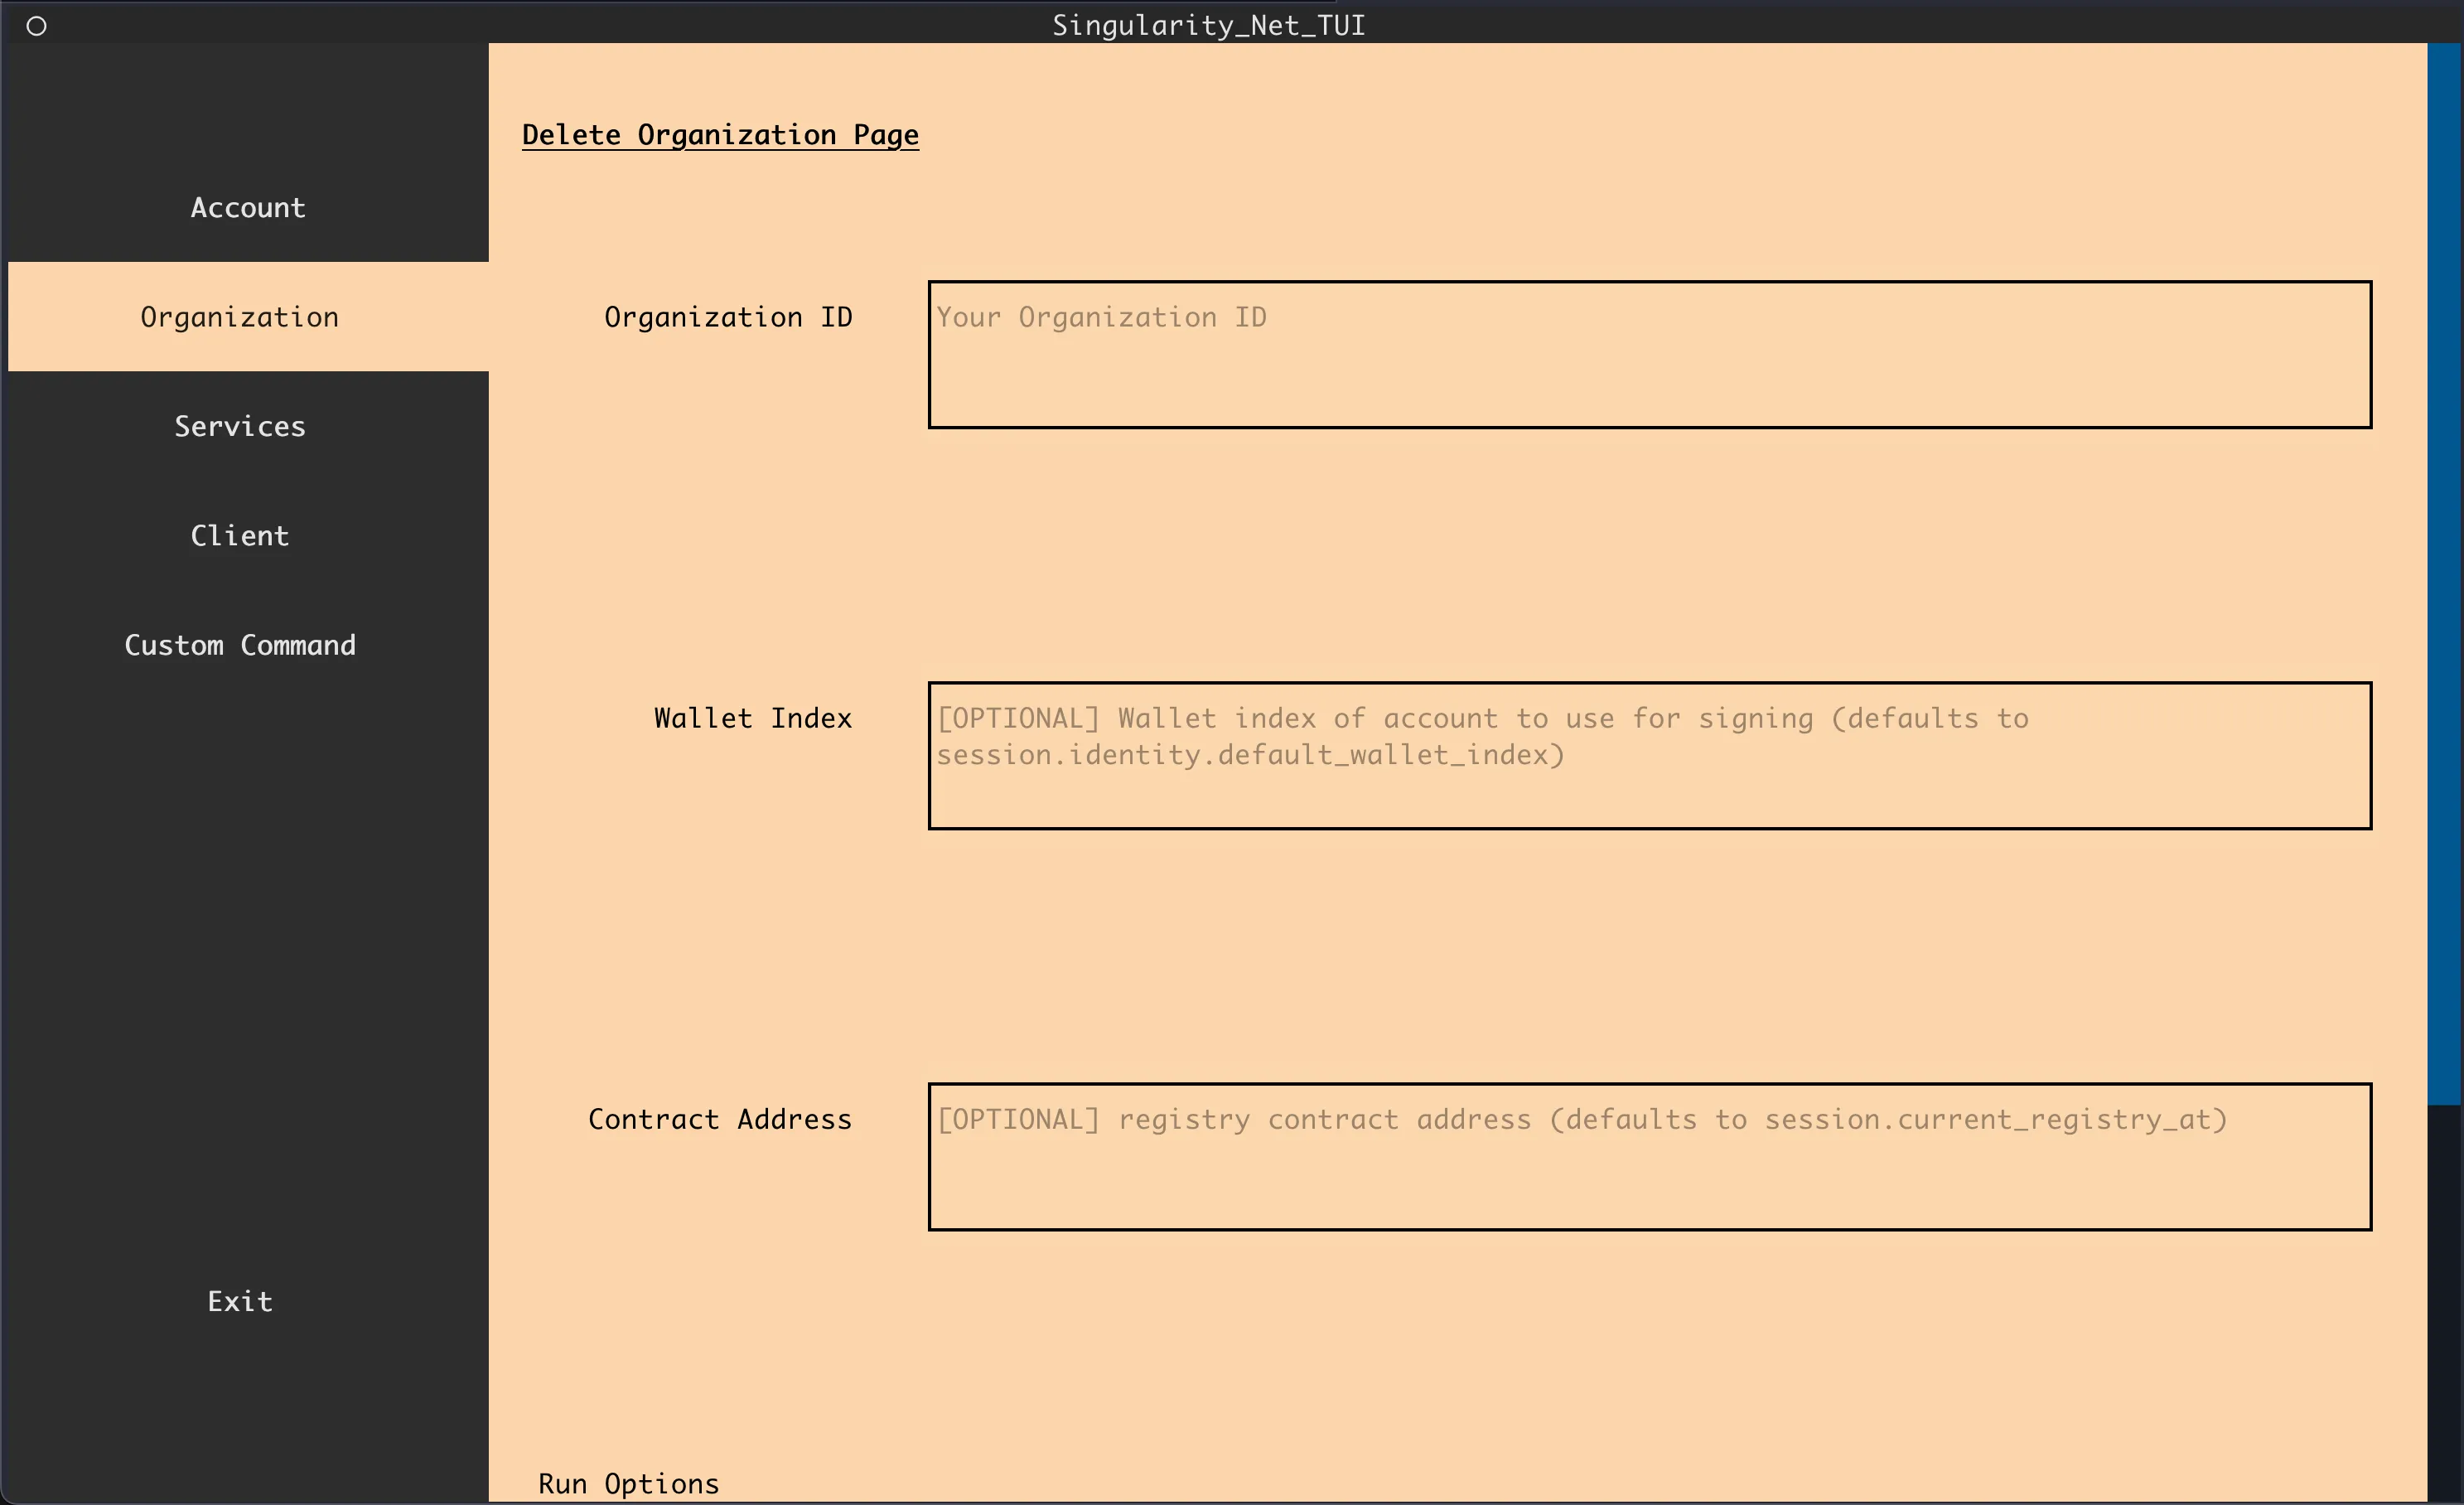 Singularity_Net_TUI
Account
Organization
Services
Client
Custom Command
Exit
Delete Organization Page
Organization ID
Your Organization ID
Wallet Index
[OPTIONAL] Wallet index of account to use for signing (defaults to
session.identity.default_wallet_index)
Contract Address
[OPTIONAL] registry contract address (defaults to session.current_registry_at)
Run Options